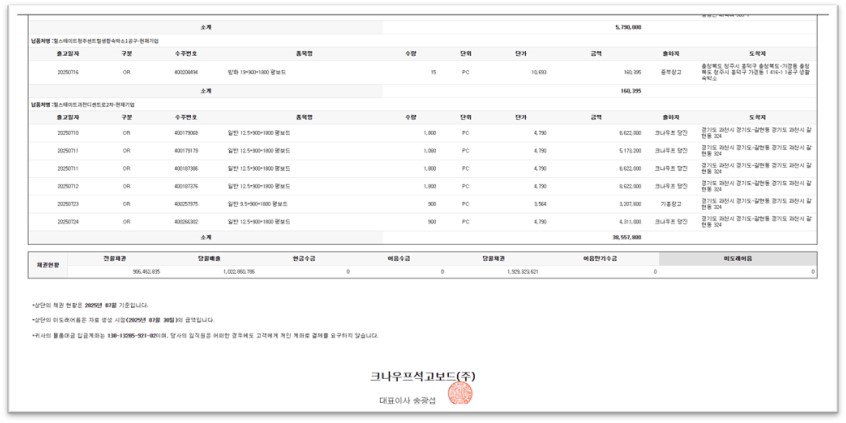 소계 5,790,000
납품처명 :힐스테이트청주센트럴생활숙박소1공구-현재기업
출고일자 구분 수주번호 품목명 수량 단위 단가 금액 출하지 도착지
20250716 OR 방화 19*900*1800 평보드 15 PC 10,693 160,395 중부창고 충청북도 청주시 흥덕구 충청북도-가경동 충청
북도 청주시 흥덕구 가경동 1 816-1 1공구 생활
숙박소
소계 160,395
납품처명 :힐스테이트과천디센트로2차-현재기업
출고일자 구분 수주번호 품목명 수량 단위 단가 금액 출하지 도착지
20250710 OR 400179060 일반 12.5*900*1800 평보드 1,800 PC 4,790 8,622,000 크나우프 당진 경기도 과천시 경기도-갈현동 경기도 과천시 갈
현동 324
20250711 OR 400179179 일반 12.5*900*1800 평보드 PC 4,790 크나우프 당진 경기도 과천시 경기도-갈현동 경기도 과천시 갈
현동 324
20250711 OR 400187386 일반 12.5*900*1800 평보드 1,800 PC 4,790 8,622,000 크나우프 당진 경기도 과천시 경기도-갈현동 경기도 과천시 갈
현동 324
20250712 OR 400187376 일반 12.5*900*1800 평보드 1,800 PC 4,790 8,622,000 크나우프 당진 경기도 과천시 경기도-갈현동 경기도 과천시 갈
현동 324
20250723 OR 400257975 일반 9.5*900*1800 평보드 900 PC 3,564 3,207,600 기흥창고 경기도 과천시 경기도-갈현동 경기도 과천시 갈
현동 324
20250724 OR 400266302 일반 12.5*900*1800 평보드 900 PC 4,790 4,311,000 크나우프 당진 경기도 과천시 경기도-갈현동 경기도 과천시 갈
현동 324
소계
채권현황 전월채권 당월매출 현금수금 어음수금 당월채권 어음만기수금 미도래어음
0 0 0 0
*상단의 채권 현황은 2025년 07월 기준입니다.
*상단의 미도래어음은 자료 생성 시점(2025년 07월 30일)의 금액입니다.
*귀사의 물품대금 입금계좌는 130-13205-921-02이며, 당사의 임직원은 어떠한 경우에도 고객에게 개인 계좌로 결제를 요구하지 않습니다.
크나우프석고보드(주)
대표이사 송광섭